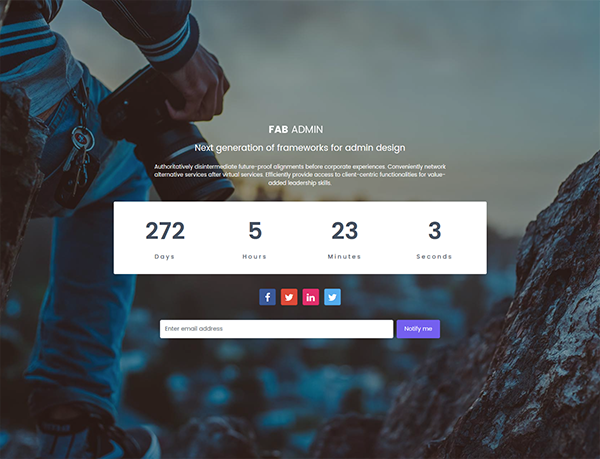 FAB ADMIN
Next generation of frameworks for admin design
Authoritatively disintermediate future-proof alignments before corporate experiences. Conveniently network
alternative services after virtual services. Efficiently provide access to client-centric functionalities for value-
added leadership skills.
272 5 23 3
Days Hours Minutes Seconds
Enter email address Notify me